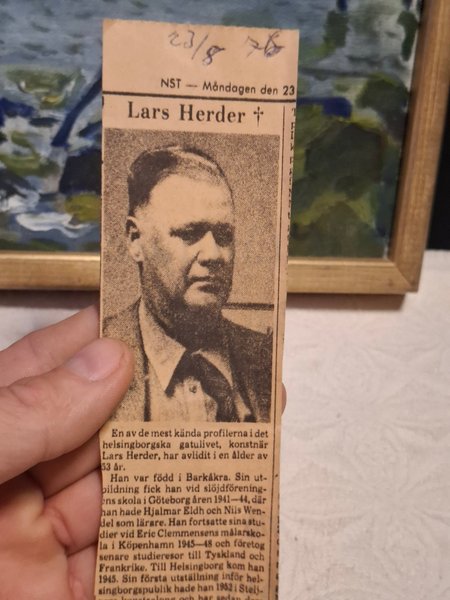 23/8 76
NST — Måndagen den 23
Lars Herder †
En av de mest kända profilerna i det
helsingborgska gatulivet, konstnär
Lars Herder, har avlidit i en ålder av
53 år.
Han var född i Barkåkra. Sin ut-
bildning fick han vid slöjdförenin-
gens skola i Göteborg åren 1941—44, där
han hade Hjalmar Eldh och Nils Wen-
del som lärare. Han fortsatte sina stu-
dier vid Eric Clemmensens målarsko-
la i Köpenhamn 1945—48 och företog
senare studieresor till Tyskland och
Frankrike. Till Helsingborg kom han
1945. Sin första utställning inför hel-
singborgspublik hade han 1952 i